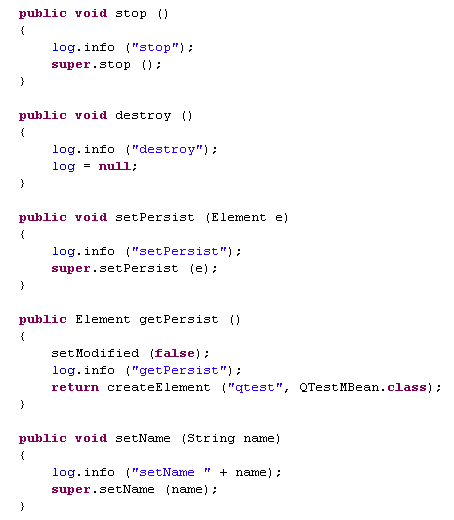 public void stop ()
{
    log.info ("stop");
    super.stop ();
}

public void destroy ()
{
    log.info ("destroy");
    log = null;
}

public void setPersist (Element e)
{
    log.info ("setPersist");
    super.setPersist (e);
}

public Element getPersist ()
{
    setModified (false);
    log.info ("getPersist");
    return createElement ("qtest", QTestMBean.class);
}

public void setName (String name)
{
    log.info ("setName " + name);
    super.setName (name);
}